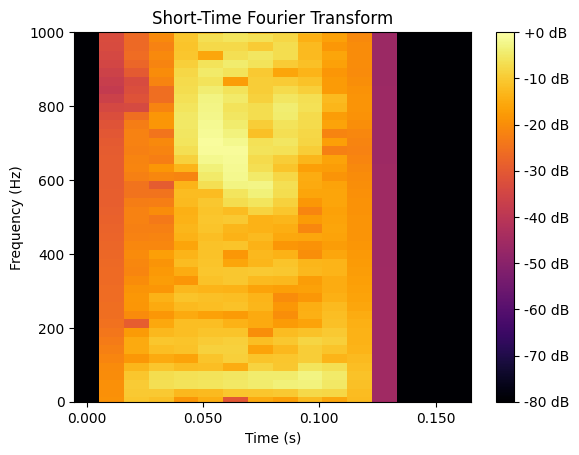 Short-Time Fourier Transform
1000
800
600
400
200
0
Frequency (Hz)
0.000
0.050
0.100
0.150
Time (s)
+0 dB
-10 dB
-20 dB
-30 dB
-40 dB
-50 dB
-60 dB
-70 dB
-80 dB